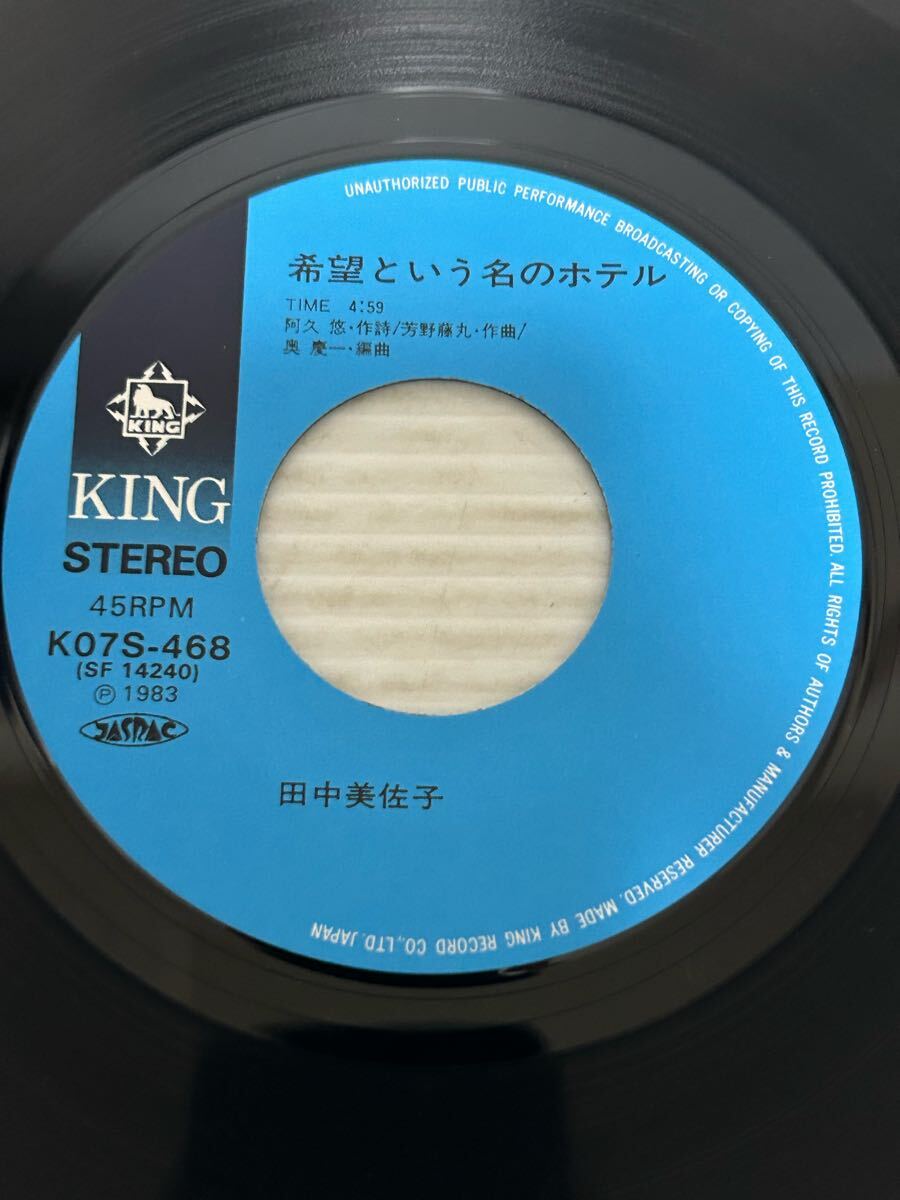 UNAUTHORIZED PUBLIC PERFORMANCE BROADCASTING OR COPYING OF THIS RECORD PROHIBITED. ALL RIGHTS OF AUTHORS & MANUFACTURER RESERVED. MADE BY KING RECORD CO.,LTD. JAPAN
希望という名のホテル
TIME 4:59
阿久 悠・作詩/芳野藤丸・作曲/
奥 慶一・編曲
KING
KING
STEREO
45RPM
K07S-468
(SF 14240)
Ⓟ 1983
JASRAC
田中美佐子